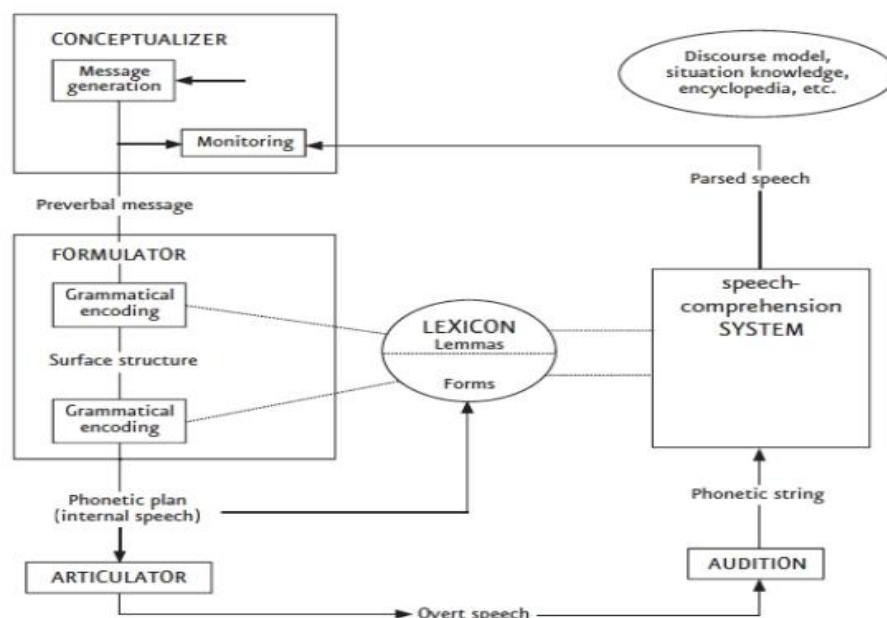 CONCEPTUALIZER
Message
generation
Monitoring
Discourse model,
situation knowledge,
encyclopedia, etc.
Parsed speech
Preverbal message
FORMULATOR
Grammatical
encoding
Surface structure
Grammatical
encoding
LEXICON
Lemmas
Forms
speech-
comprehension
SYSTEM
Phonetic plan
(internal speech)
Phonetic string
ARTICULATOR
AUDITION
Overt speech